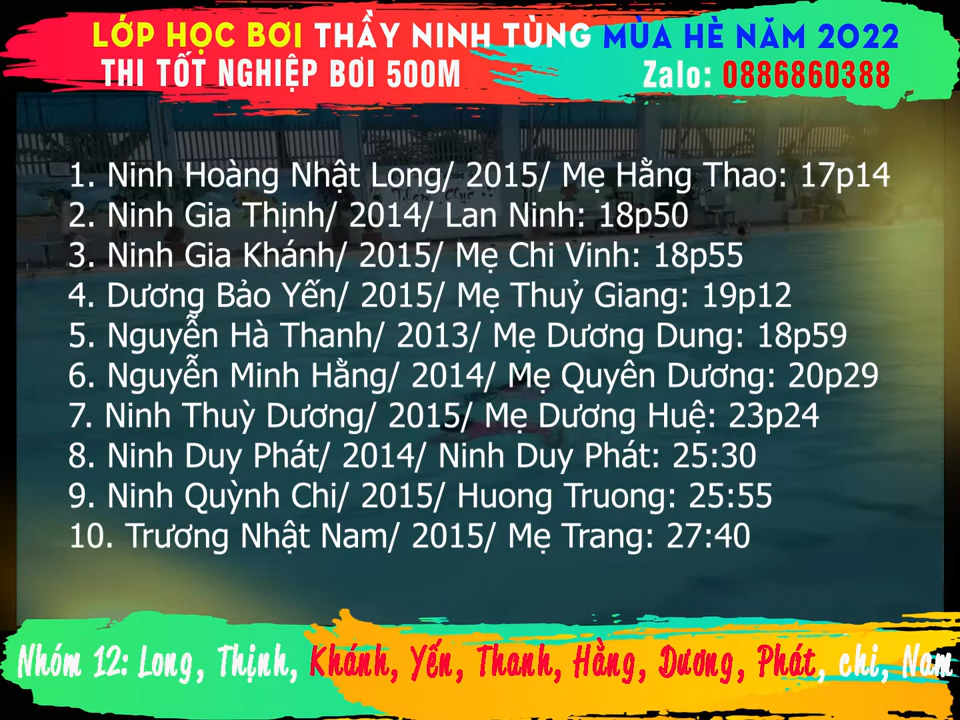 LỚP HỌC BƠI THẦY NINH TÙNG MÙA HÈ NĂM 2022
THI TỐT NGHIỆP BƠI 500M Zalo: 0886860388
1. Ninh Hoàng Nhật Long/ 2015/ Mẹ Hằng Thao: 17p14
2. Ninh Gia Thịnh/ 2014/ Lan Ninh: 18p50
3. Ninh Gia Khánh/ 2015/ Mẹ Chi Vinh: 18p55
4. Dương Bảo Yến/ 2015/ Mẹ Thuỷ Giang: 19p12
5. Nguyễn Hà Thanh/ 2013/ Mẹ Dương Dung: 18p59
6. Nguyễn Minh Hằng/ 2014/ Mẹ Quyên Dương: 20p29
7. Ninh Thuỳ Dương/ 2015/ Mẹ Dương Huệ: 23p24
8. Ninh Duy Phát/ 2014/ Ninh Duy Phát: 25:30
9. Ninh Quỳnh Chi/ 2015/ Huong Truong: 25:55
10. Trương Nhật Nam/ 2015/ Mẹ Trang: 27:40
Nhóm 12: Long, Thịnh, Khánh, Yến, Thanh, Hằng, Dương, Phát, chi, Nam